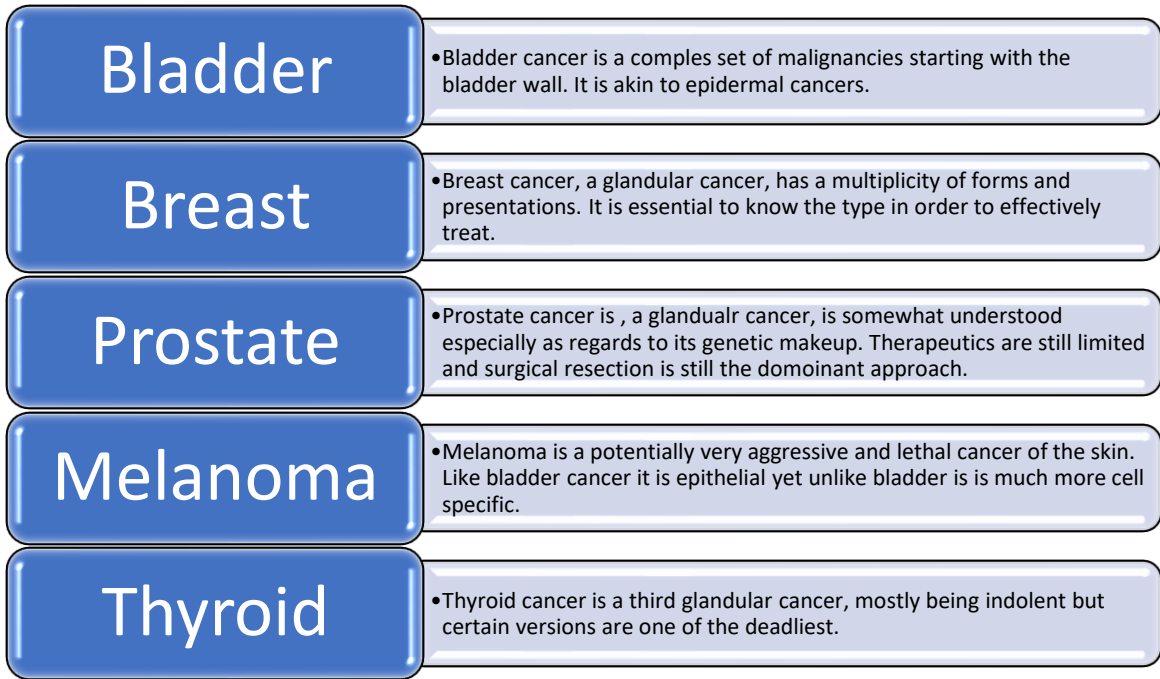 Bladder
•Bladder cancer is a comples set of malignancies starting with the
bladder wall. It is akin to epidermal cancers.
Breast
•Breast cancer, a glandular cancer, has a multiplicity of forms and
presentations. It is essential to know the type in order to effectively
treat.
Prostate
•Prostate cancer is , a glandualr cancer, is somewhat understood
especially as regards to its genetic makeup. Therapeutics are still limited
and surgical resection is still the domoinant approach.
Melanoma
•Melanoma is a potentially very aggressive and lethal cancer of the skin.
Like bladder cancer it is epithelial yet unlike bladder is is much more cell
specific.
Thyroid
•Thyroid cancer is a third glandular cancer, mostly being indolent but
certain versions are one of the deadliest.